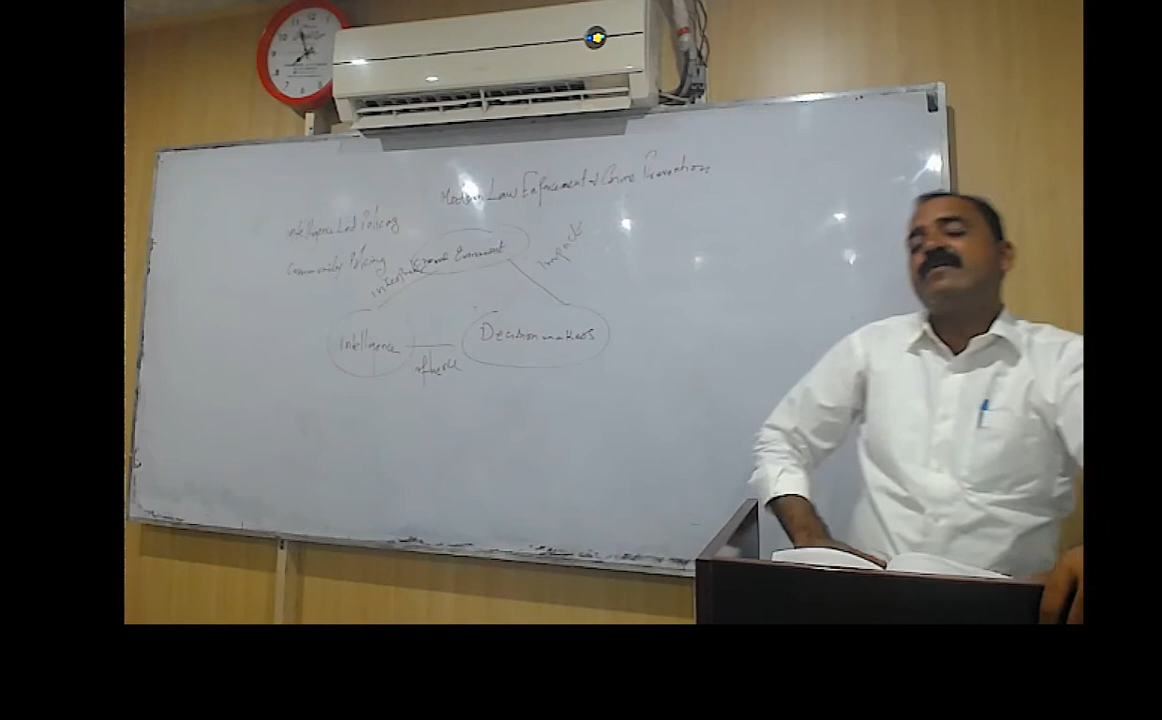 Modern Law Enforcement & Crime Prevention
Intelligence Led Policing
Community Policing
Interpret
Criminal Environment
Impact
Intelligence
Influence
Decision makers